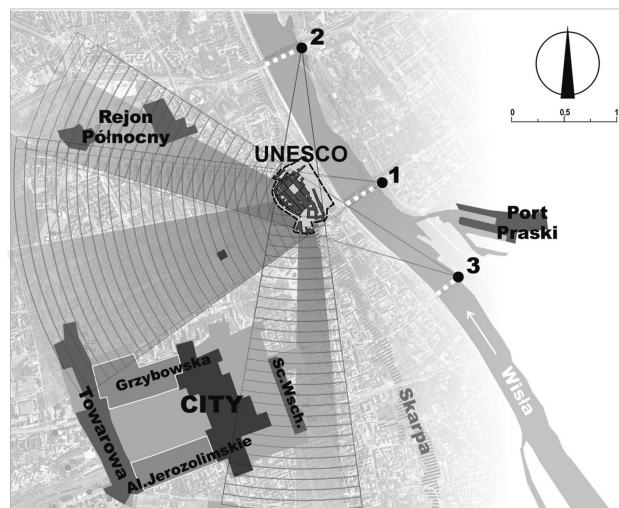 2
Rejon
Północny
UNESCO
0 0,5 1
1
Port
Praski
3
Grzybowska
CITY
Sc.Wsch.
Towarowa
Al.Jerozolimskie
Skarpa
Wisła